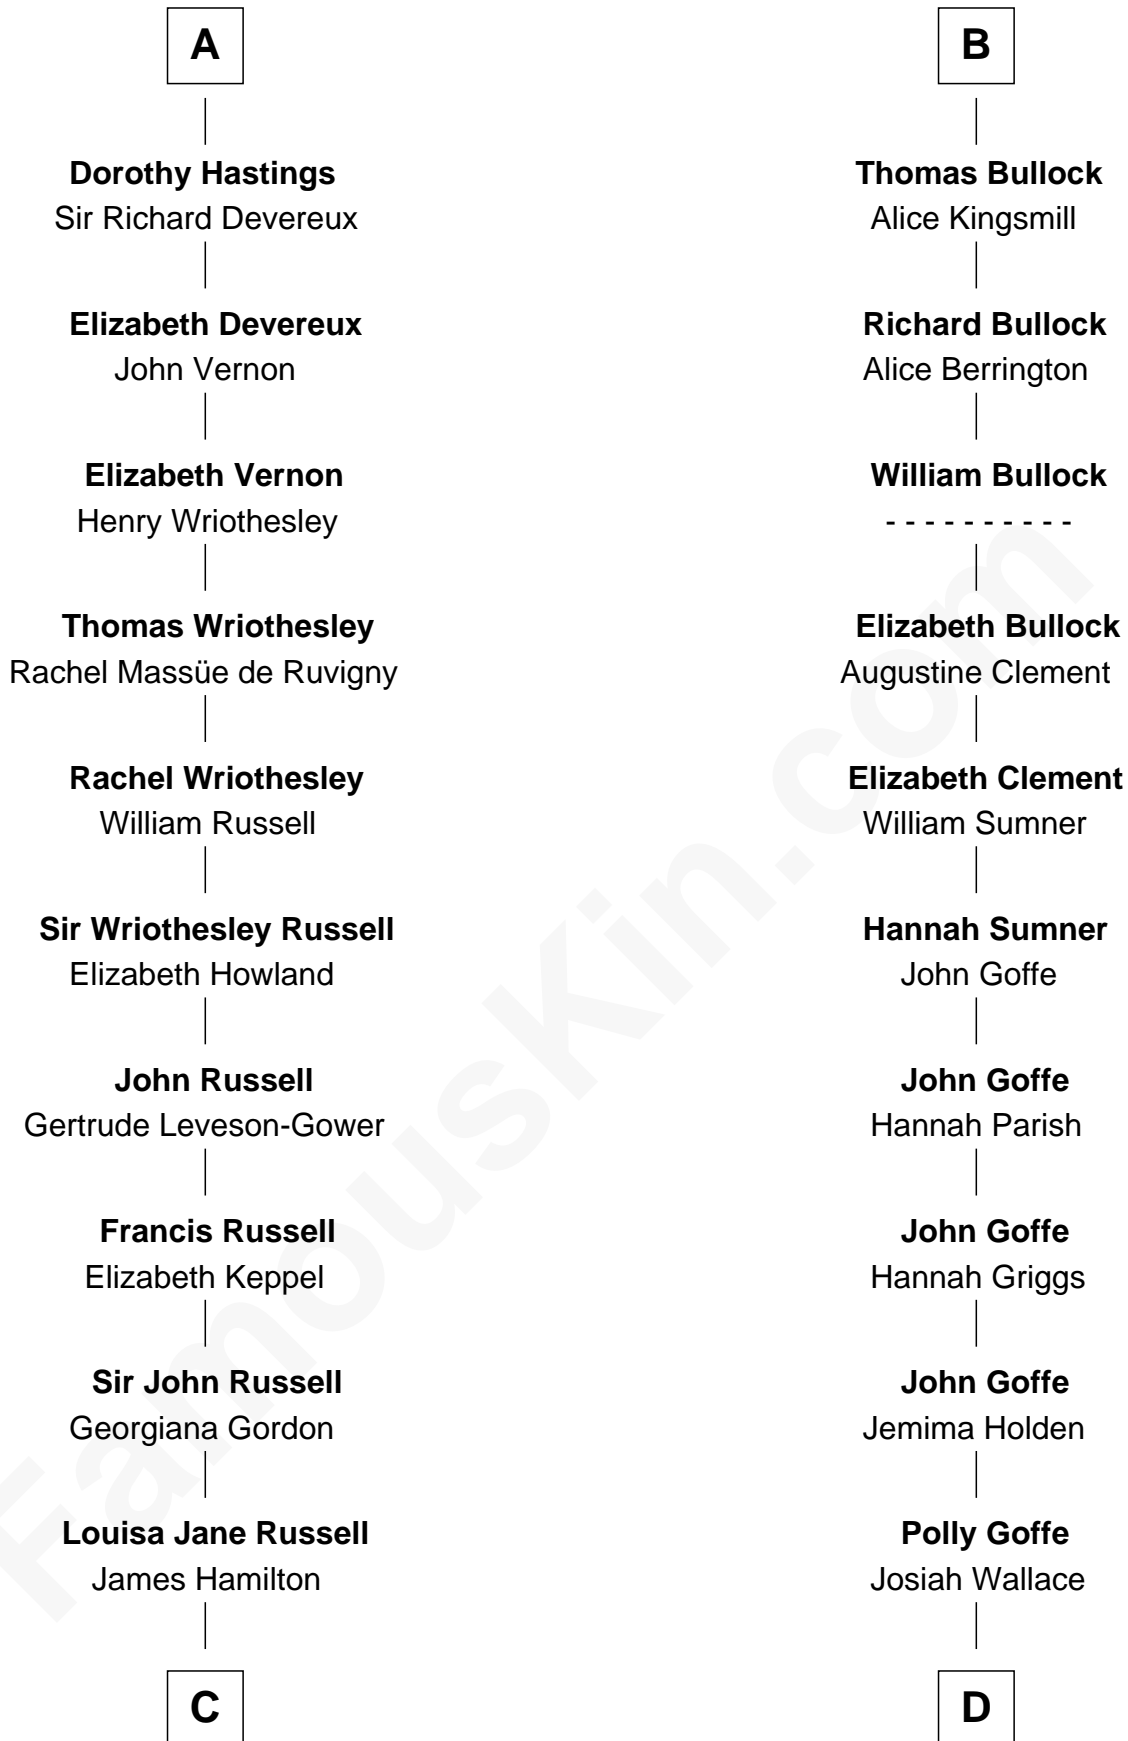 A
Dorothy Hastings
Sir Richard Devereux
Elizabeth Devereux
John Vernon
Elizabeth Vernon
Henry Wriothesley
Thomas Wriothesley
Rachel Massüe de Ruvigny
Rachel Wriothesley
William Russell
Sir Wriothesley Russell
Elizabeth Howland
John Russell
Gertrude Leveson-Gower
Francis Russell
Elizabeth Keppel
Sir John Russell
Georgiana Gordon
Louisa Jane Russell
James Hamilton
C
B
Thomas Bullock
Alice Kingsmill
Richard Bullock
Alice Berrington
William Bullock
- - - - - - - - - -
Elizabeth Bullock
Augustine Clement
Elizabeth Clement
William Sumner
Hannah Sumner
John Goffe
John Goffe
Hannah Parish
John Goffe
Hannah Griggs
John Goffe
Jemima Holden
Polly Goffe
Josiah Wallace
D
FamousKin.com